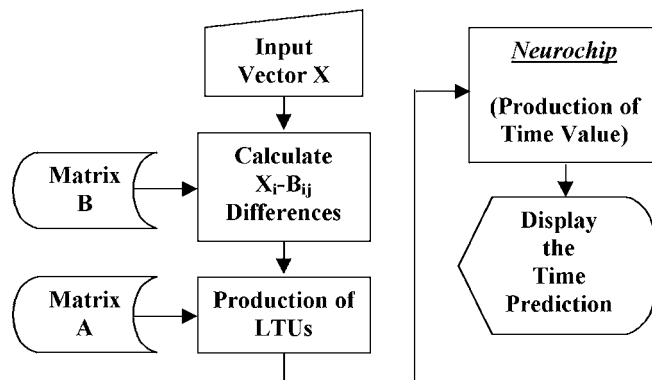 Input
Vector X
Matrix
B
Calculate
Xi-Bij
Differences
Matrix
A
Production of
LTUs
Neurochip
(Production of
Time Value)
Display
the
Time
Prediction